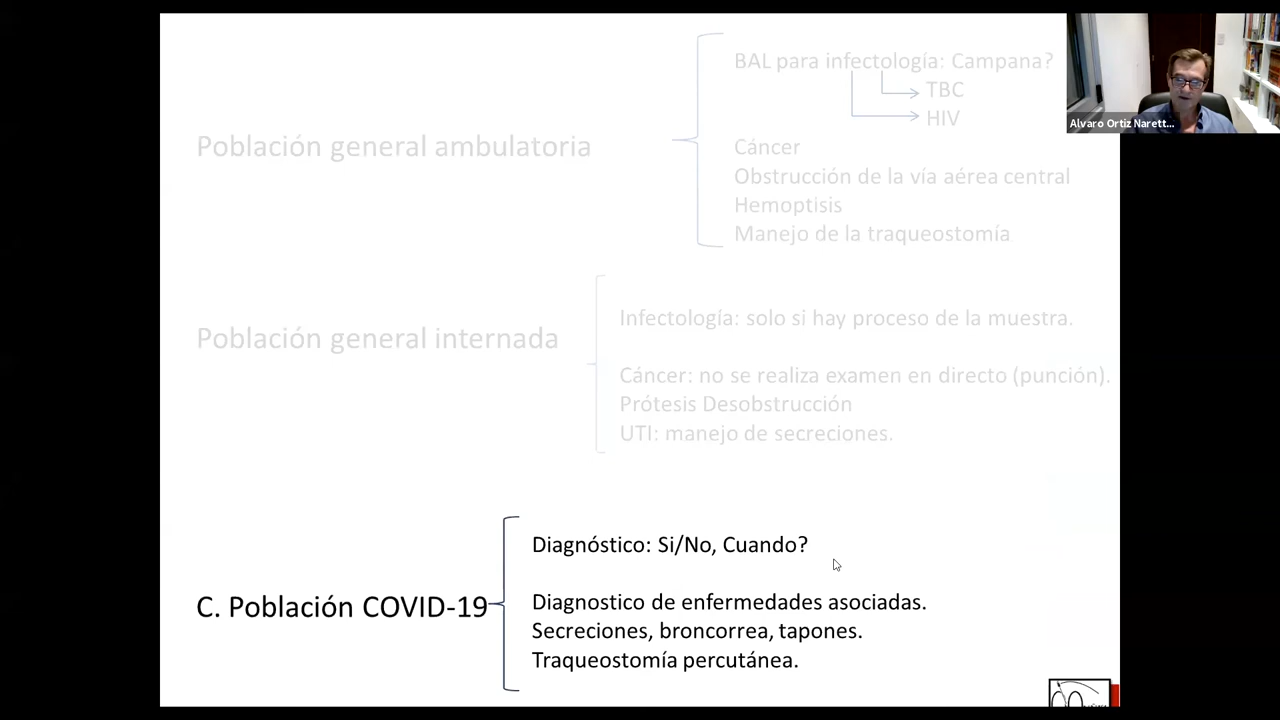 BAL para infectología: Campana?
TBC
HIV
Población general ambulatoria
Cáncer
Obstrucción de la vía aérea central
Hemoptisis
Manejo de la traqueostomía
Población general internada
Infectología: solo si hay proceso de la muestra.
Cáncer: no se realiza examen en directo (punción).
Prótesis Desobstrucción
UTI: manejo de secreciones.
C. Población COVID-19
Diagnóstico: Si/No, Cuando?
Diagnostico de enfermedades asociadas.
Secreciones, broncorrea, tapones.
Traqueostomía percutánea.
Alvaro Ortiz Narett...